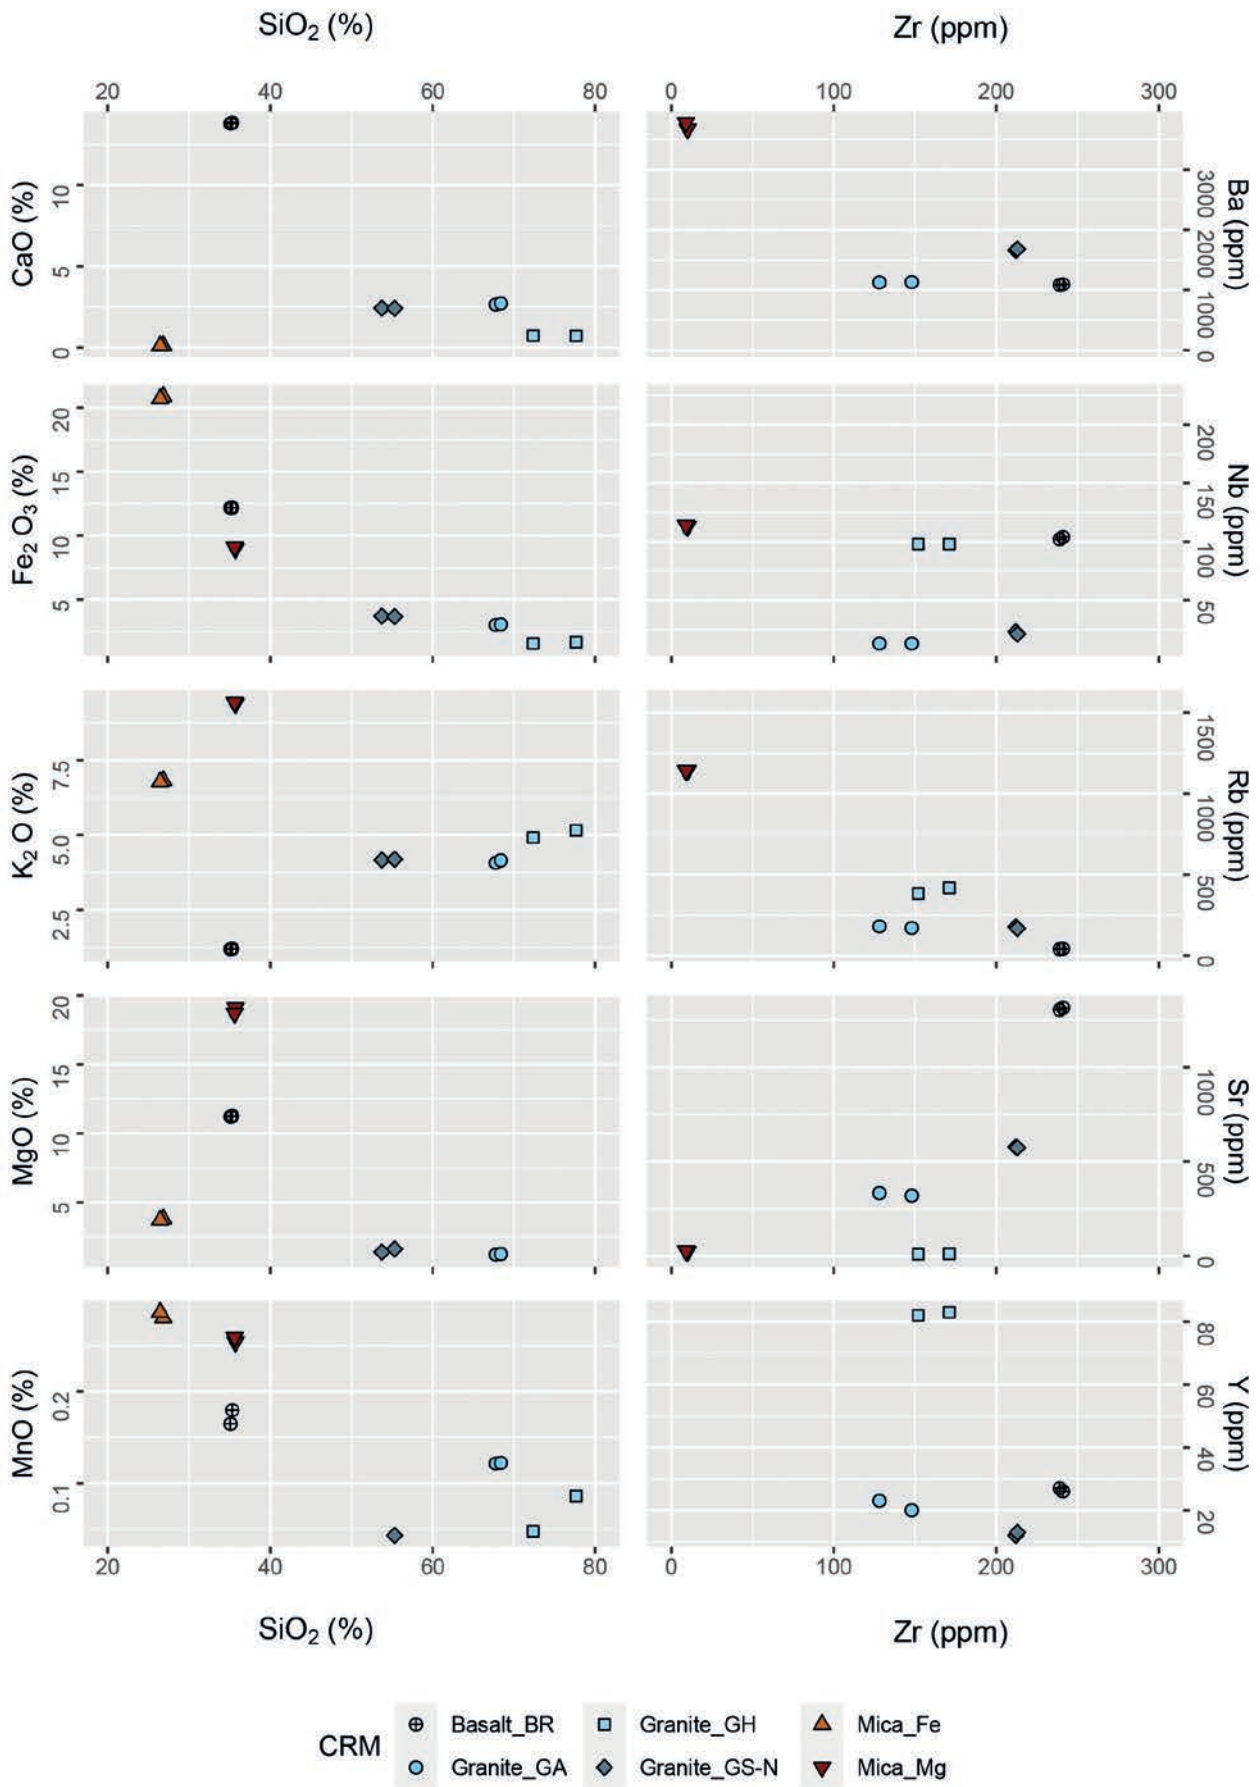 SiO₂ (%) Zr (ppm)
20 40 60 80 0 100 200 300
CaO (%)
10
5
0
Ba (ppm)
3000
2000
1000
0
Fe₂ O₃ (%)
20
15
10
5
Nb (ppm)
200
150
100
50
K₂ O (%)
7.5
5.0
2.5
Rb (ppm)
1500
1000
500
0
MgO (%)
20
15
10
5
Sr (ppm)
1000
500
0
MnO (%)
0.2
0.1
Y (ppm)
80
60
40
20
20 40 60 80 0 100 200 300
SiO₂ (%) Zr (ppm)
CRM
Basalt_BR Granite_GH Mica_Fe
Granite_GA Granite_GS-N Mica_Mg